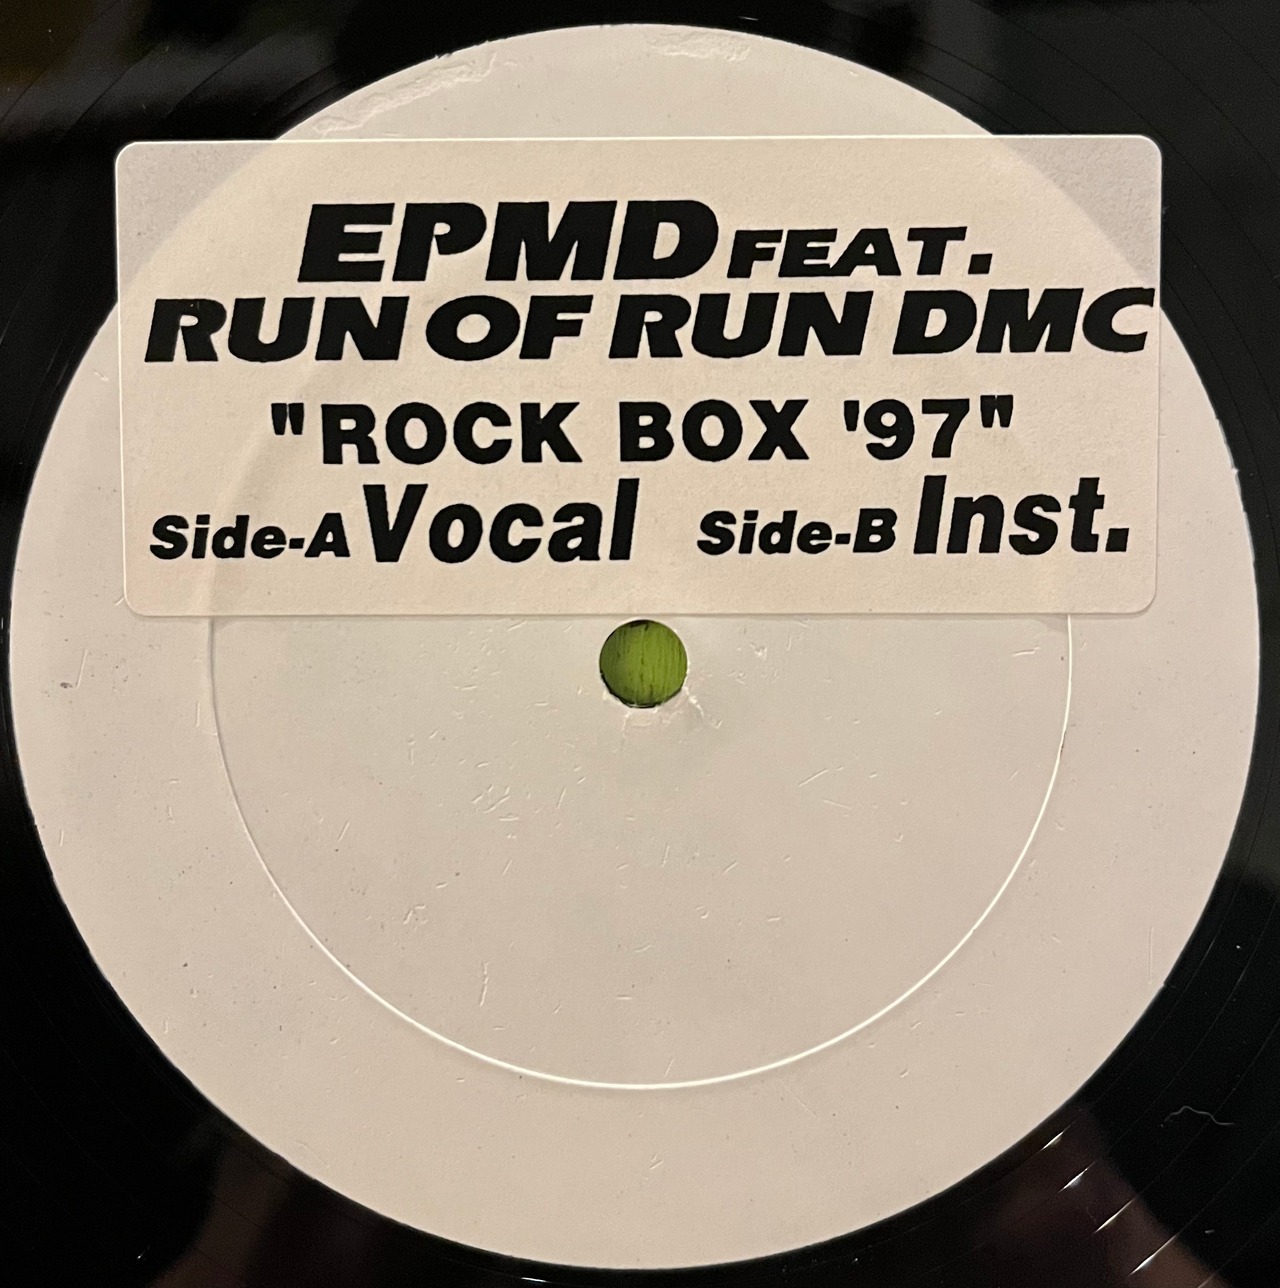 EPMD FEAT.
RUN OF RUN DMC
"ROCK BOX '97"
Side-A Vocal Side-B Inst.